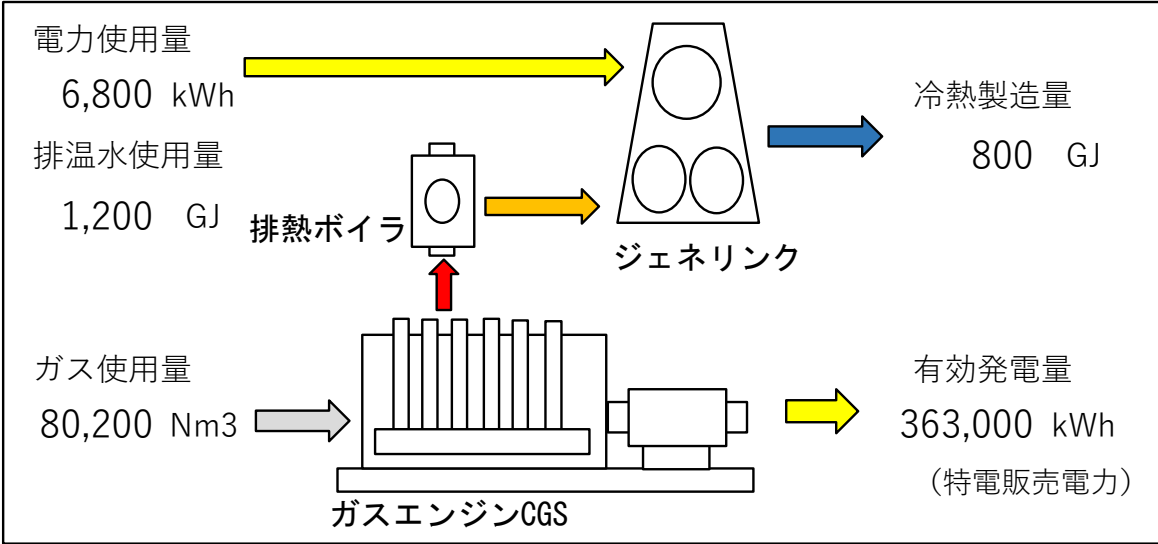 電力使用量
6,800 kWh
排温水使用量
1,200 GJ
排熱ボイラ
ジェネリンク
冷熱製造量
800 GJ
ガス使用量
80,200 Nm3
ガスエンジンCGS
有効発電量
363,000 kWh
（特電販売電力）